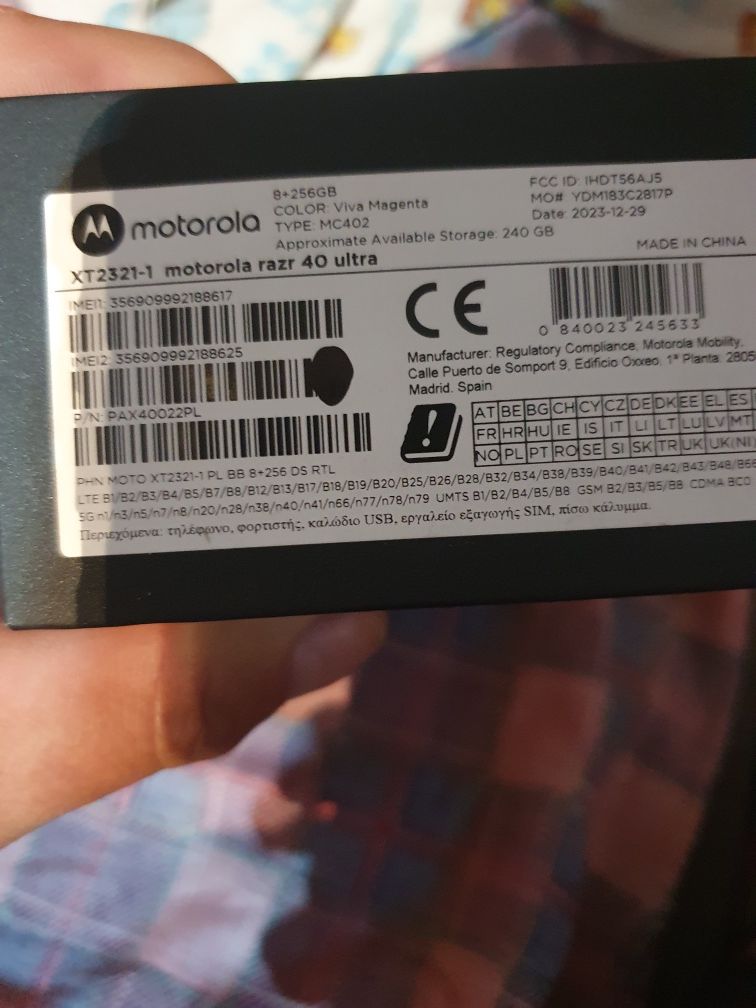 motorola
8+256GB
COLOR: Viva Magenta
TYPE: MC402
Approximate Available Storage: 240 GB
FCC ID: IHDT56AJ5
MO# YDM183C2817P
Date: 2023-12-29
MADE IN CHINA
XT2321-1 motorola razr 40 ultra
IMEI1: 356909992188617
IMEI2: 356909992188625
P/N: PAX40022PL
CE
0 840023 245633
Manufacturer: Regulatory Compliance, Motorola Mobility,
Calle Puerto de Somport 9, Edificio Oxxeo, 1ª Planta, 2805
Madrid. Spain
AT BE BG CH CY CZ DE DK EE EL ES
FR HR HU IE IS IT LI LT LU LV MT
NO PL PT RO SE SI SK TR UK UK(NI)
PHN MOTO XT2321-1 PL BB 8+256 DS RTL
LTE B1/B2/B3/B4/B5/B7/B8/B12/B13/B17/B18/B19/B20/B25/B26/B28/B32/B34/B38/B39/B40/B41/B42/B43/B48/B66
5G n1/n3/n5/n7/n8/n20/n28/n38/n40/n41/n66/n77/n78/n79 UMTS B1/B2/B4/B5/B8 GSM B2/B3/B5/B8 CDMA BC0
Περιεχόμενα: τηλέφωνο, φορτιστής, καλώδιο USB, εργαλείο εξαγωγής SIM, πίσω κάλυμμα.